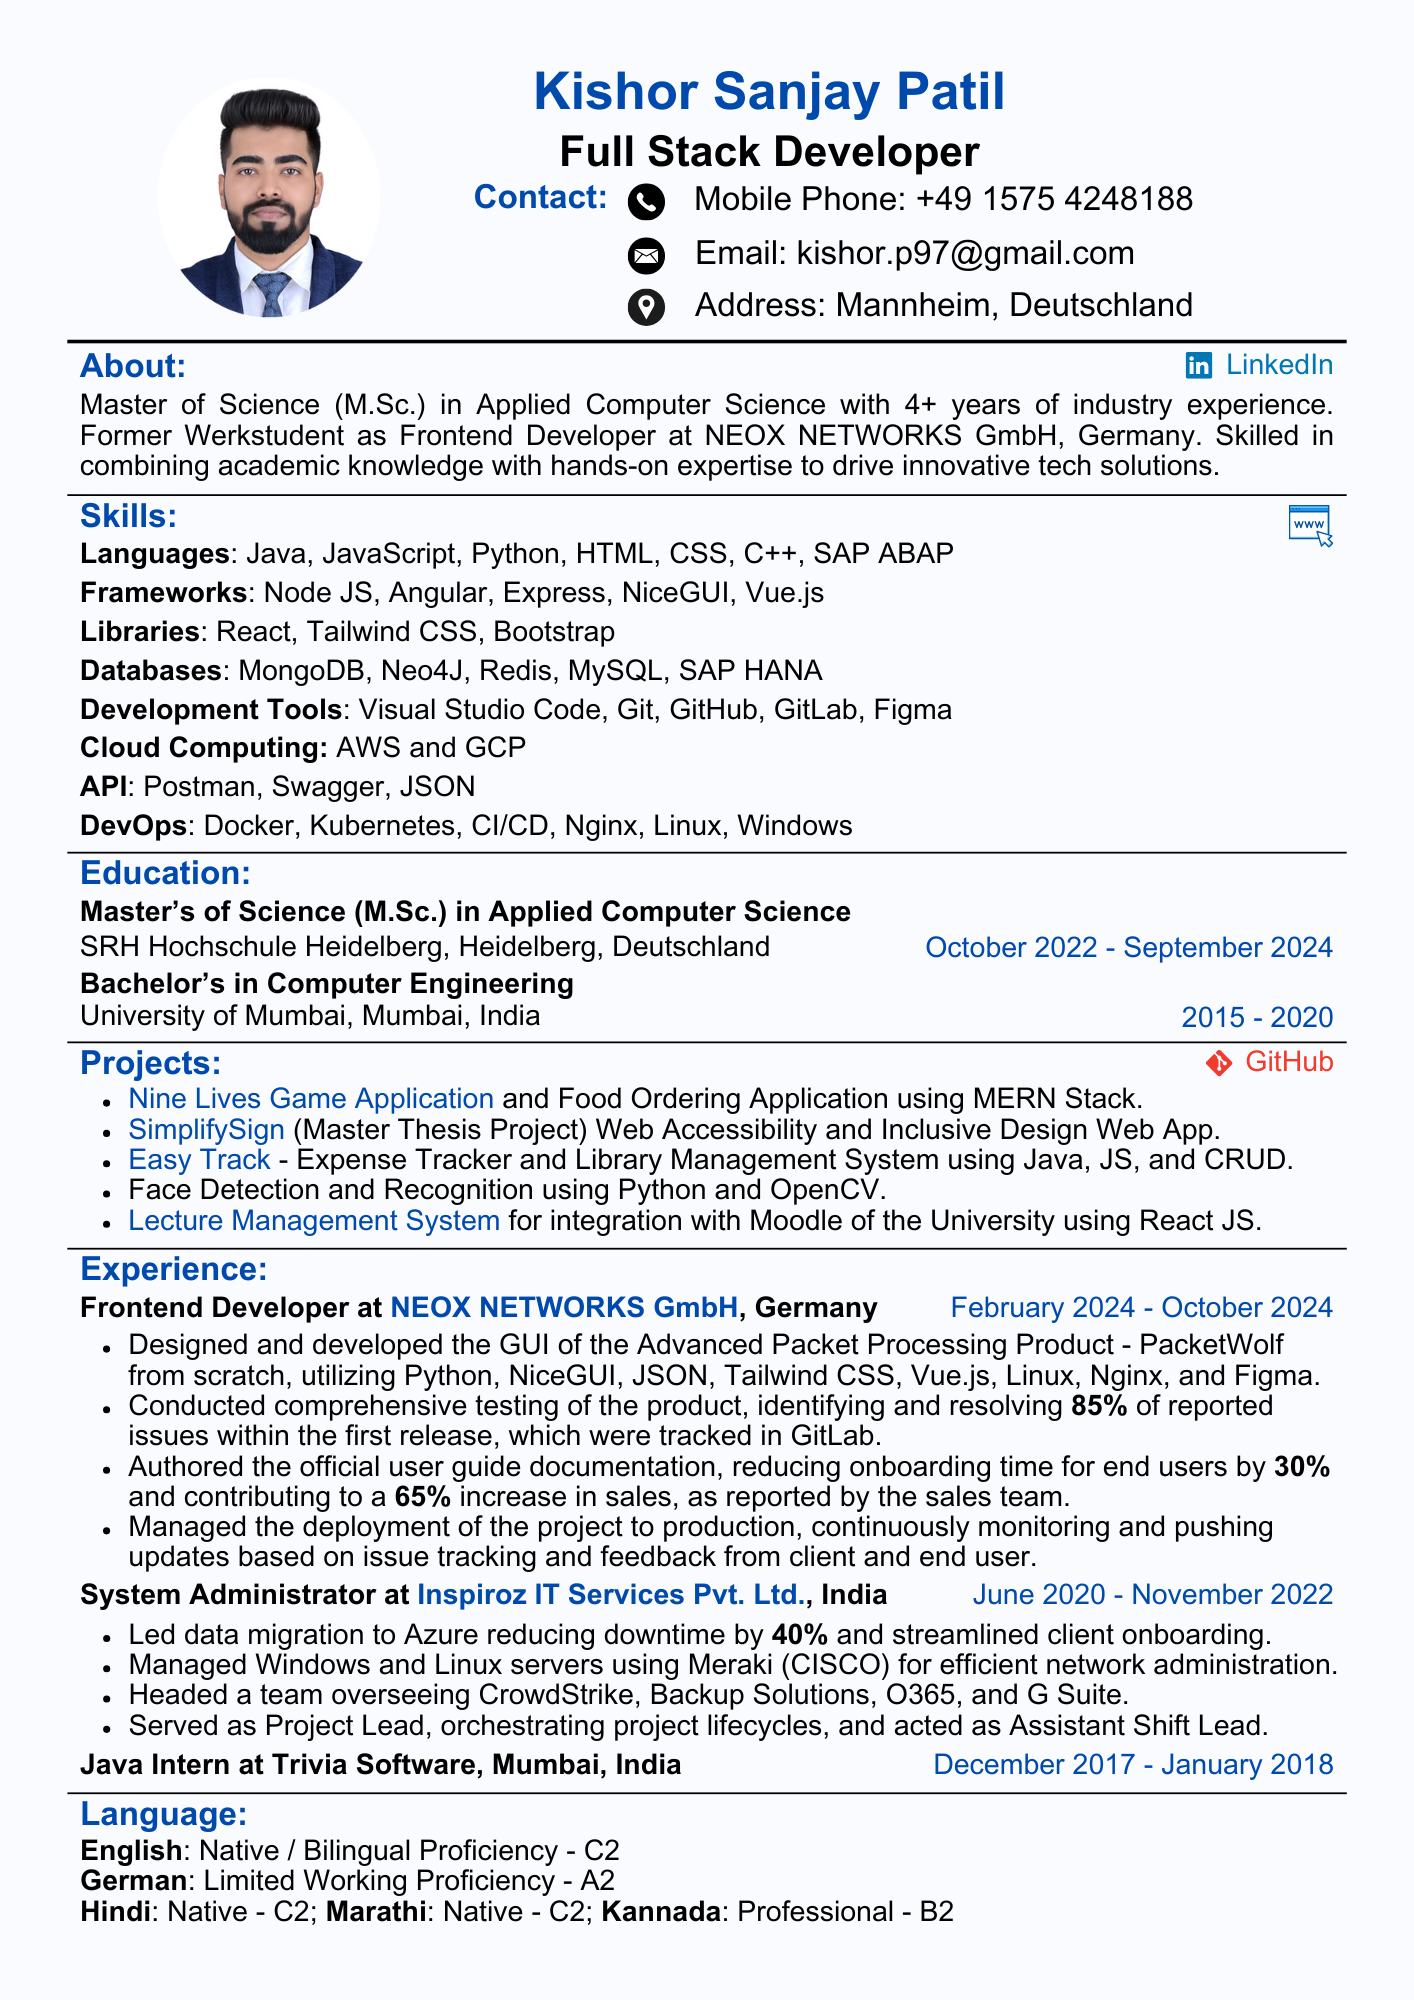 Kishor Sanjay Patil
Full Stack Developer
Contact:
Mobile Phone: +49 1575 4248188
Email: kishor.p97@gmail.com
Address: Mannheim, Deutschland
About:
LinkedIn
Master of Science (M.Sc.) in Applied Computer Science with 4+ years of industry experience.
Former Werkstudent as Frontend Developer at NEOX NETWORKS GmbH, Germany. Skilled in
combining academic knowledge with hands-on expertise to drive innovative tech solutions.
Skills:
www
Languages: Java, JavaScript, Python, HTML, CSS, C++, SAP ABAP
Frameworks: Node JS, Angular, Express, NiceGUI, Vue.js
Libraries: React, Tailwind CSS, Bootstrap
Databases: MongoDB, Neo4J, Redis, MySQL, SAP HANA
Development Tools: Visual Studio Code, Git, GitHub, GitLab, Figma
Cloud Computing: AWS and GCP
API: Postman, Swagger, JSON
DevOps: Docker, Kubernetes, CI/CD, Nginx, Linux, Windows
Education:
Master’s of Science (M.Sc.) in Applied Computer Science
SRH Hochschule Heidelberg, Heidelberg, Deutschland October 2022 - September 2024
Bachelor’s in Computer Engineering
University of Mumbai, Mumbai, India 2015 - 2020
Projects:
GitHub
• Nine Lives Game Application and Food Ordering Application using MERN Stack.
• SimplifySign (Master Thesis Project) Web Accessibility and Inclusive Design Web App.
• Easy Track - Expense Tracker and Library Management System using Java, JS, and CRUD.
• Face Detection and Recognition using Python and OpenCV.
• Lecture Management System for integration with Moodle of the University using React JS.
Experience:
Frontend Developer at NEOX NETWORKS GmbH, Germany February 2024 - October 2024
• Designed and developed the GUI of the Advanced Packet Processing Product - PacketWolf
from scratch, utilizing Python, NiceGUI, JSON, Tailwind CSS, Vue.js, Linux, Nginx, and Figma.
• Conducted comprehensive testing of the product, identifying and resolving 85% of reported
issues within the first release, which were tracked in GitLab.
• Authored the official user guide documentation, reducing onboarding time for end users by 30%
and contributing to a 65% increase in sales, as reported by the sales team.
• Managed the deployment of the project to production, continuously monitoring and pushing
updates based on issue tracking and feedback from client and end user.
System Administrator at Inspiroz IT Services Pvt. Ltd., India June 2020 - November 2022
• Led data migration to Azure reducing downtime by 40% and streamlined client onboarding.
• Managed Windows and Linux servers using Meraki (CISCO) for efficient network administration.
• Headed a team overseeing CrowdStrike, Backup Solutions, O365, and G Suite.
• Served as Project Lead, orchestrating project lifecycles, and acted as Assistant Shift Lead.
Java Intern at Trivia Software, Mumbai, India December 2017 - January 2018
Language:
English: Native / Bilingual Proficiency - C2
German: Limited Working Proficiency - A2
Hindi: Native - C2; Marathi: Native - C2; Kannada: Professional - B2